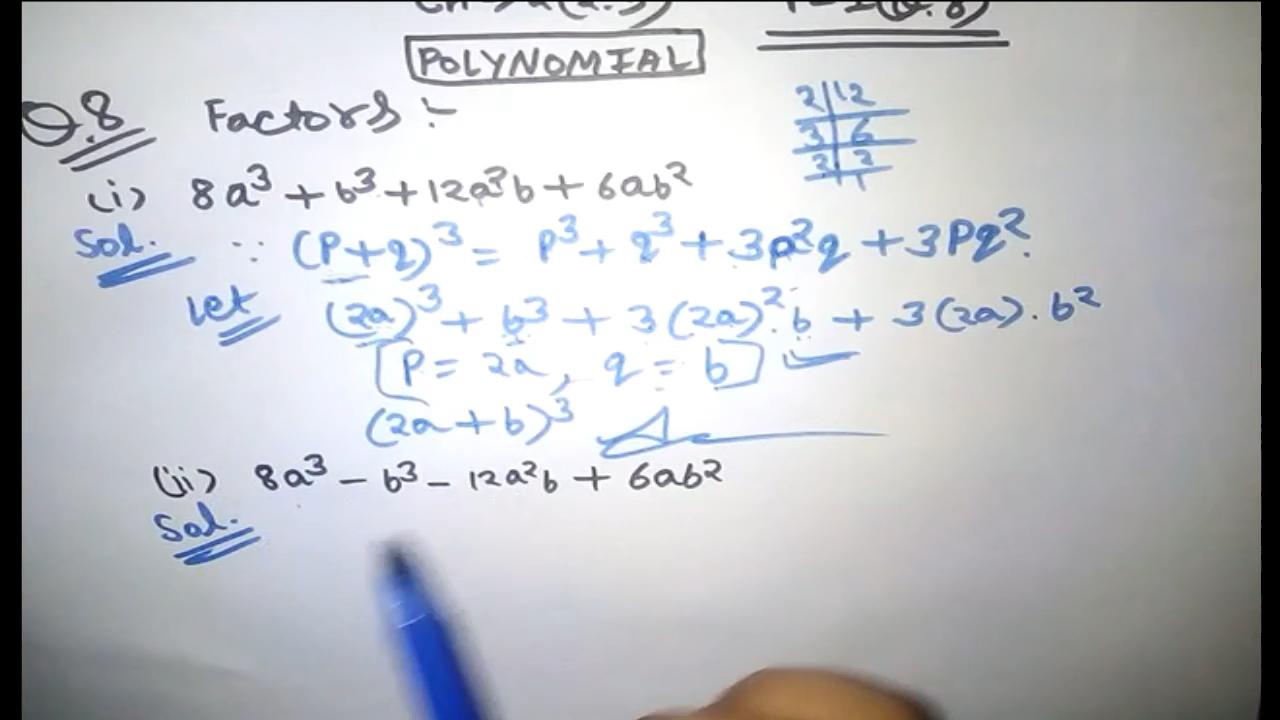 POLYNOMIAL
Q.8 Factors :-
2|12
3|6
2|2
1
(i) 8a³ + b³ + 12a²b + 6ab²
Sol. ∵ (p+q)³ = p³ + q³ + 3p²q + 3pq².
Let (2a)³ + b³ + 3(2a)².b + 3(2a).b²
p = 2a, q = b
(2a+b)³ A
(ii) 8a³ - b³ - 12a²b + 6ab²
Sol.